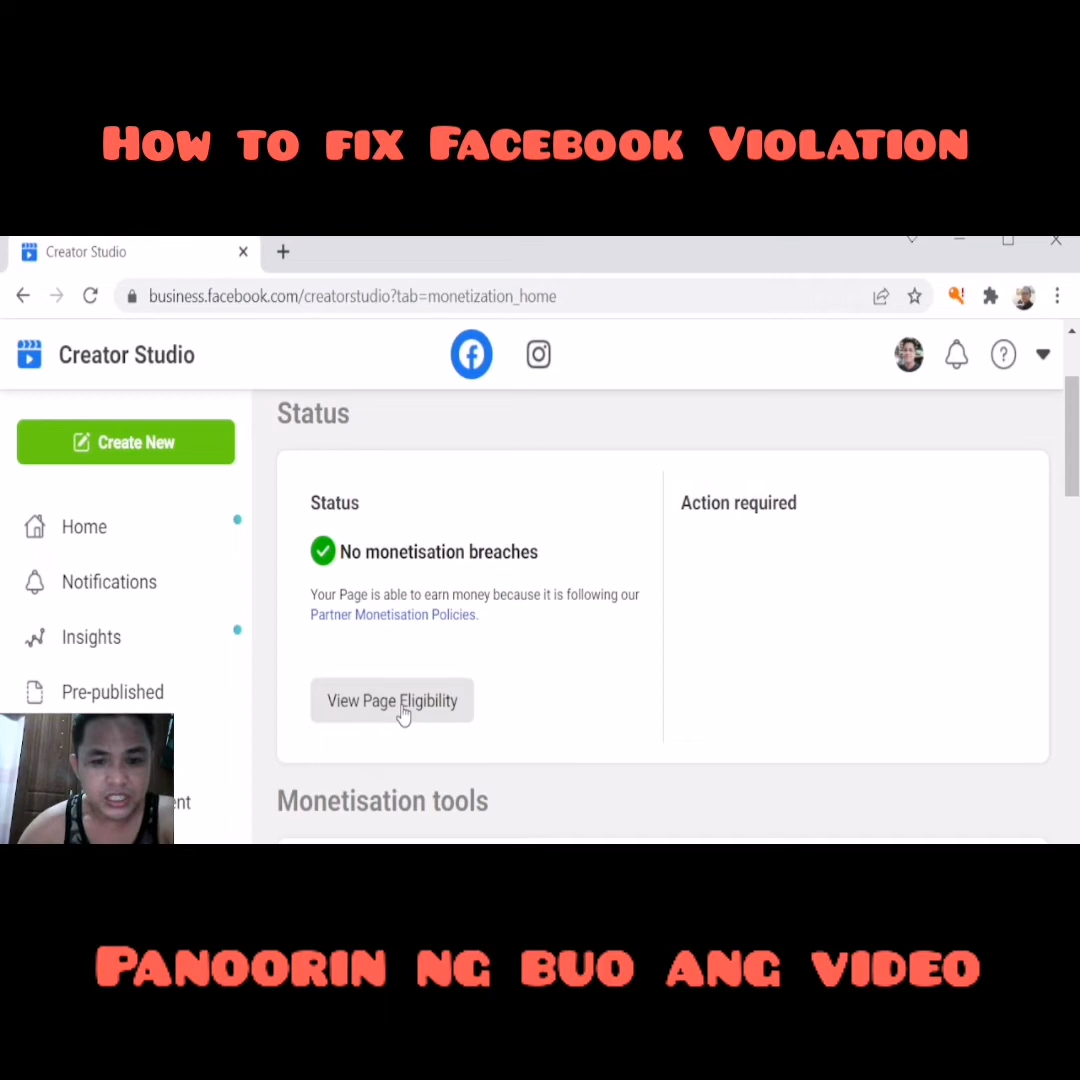 How to fix Facebook Violation
Creator Studio
business.facebook.com/creatorstudio?tab=monetization_home
Creator Studio
Create New
Home
Notifications
Insights
Pre-published
Status
Status
No monetisation breaches
Your Page is able to earn money because it is following our
Partner Monetisation Policies.
View Page Eligibility
Action required
Monetisation tools
Panoorin ng buo ang video